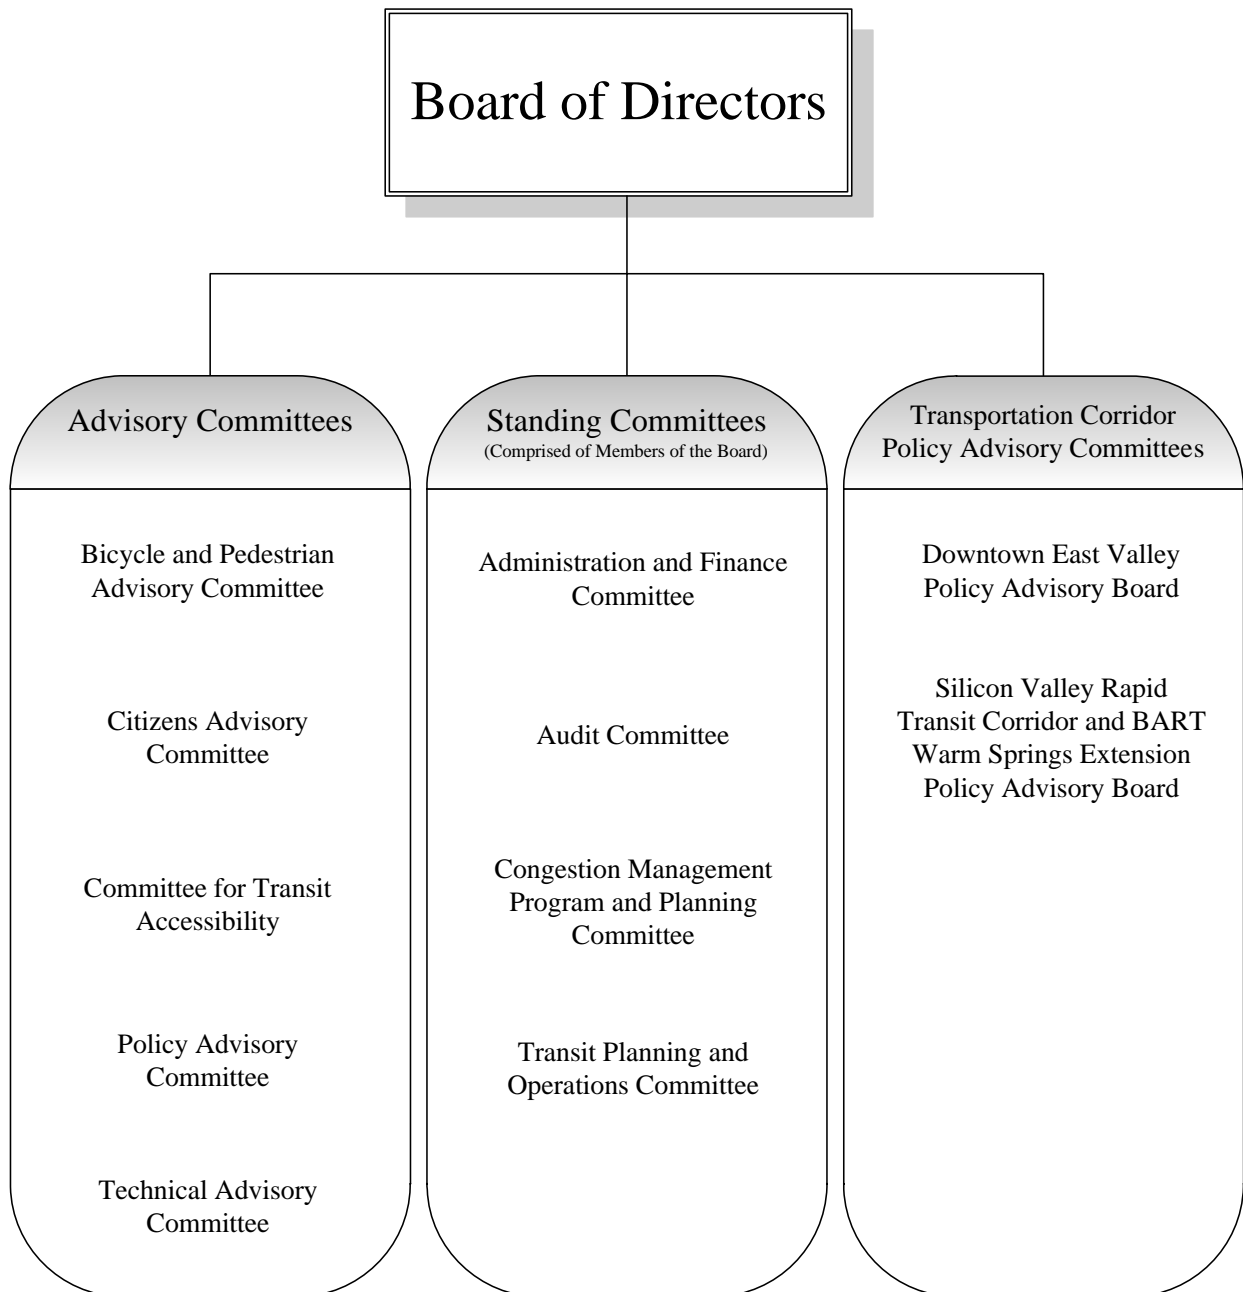 Board of Directors
Advisory Committees
Bicycle and Pedestrian
Advisory Committee
Citizens Advisory
Committee
Committee for Transit
Accessibility
Policy Advisory
Committee
Technical Advisory
Committee
Standing Committees
(Comprised of Members of the Board)
Administration and Finance
Committee
Audit Committee
Congestion Management
Program and Planning
Committee
Transit Planning and
Operations Committee
Transportation Corridor
Policy Advisory Committees
Downtown East Valley
Policy Advisory Board
Silicon Valley Rapid
Transit Corridor and BART
Warm Springs Extension
Policy Advisory Board